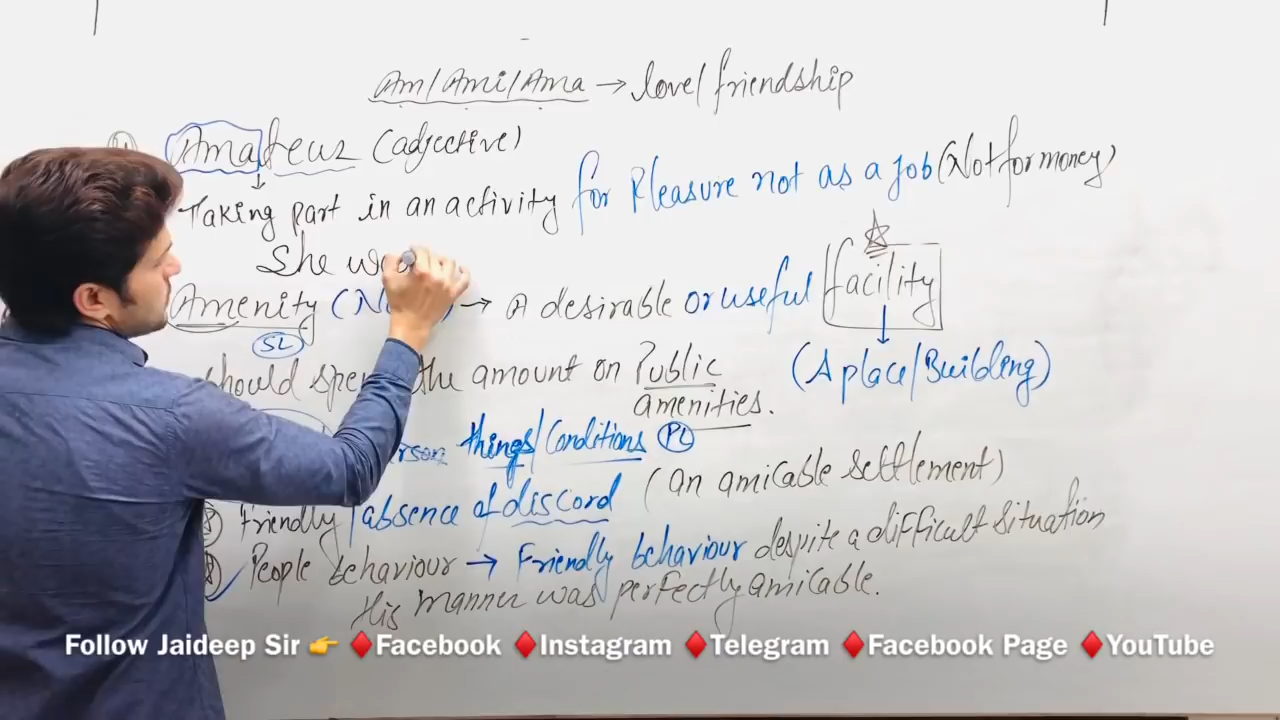 Am/Ami/Ama → love/friendship
Amateur (adjective)
Taking part in an activity for Pleasure not as a Job (Not for money)
She was
Amenity (N → A desirable or useful facility
SL
should spen the amount on Public (A place/Building)
amenities.
erson things/Conditions PL
Friendly/absence of discord (an amicable settlement)
People behaviour → Friendly behaviour despite a difficult situation
His manner was perfectly amicable.
Follow Jaideep Sir 👉 ♦Facebook ♦Instagram ♦Telegram ♦Facebook Page ♦YouTube